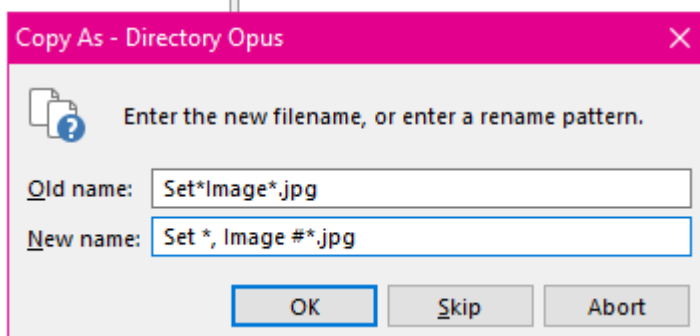 Copy As - Directory Opus
Enter the new filename, or enter a rename pattern.
Old name: Set*Image*.jpg
New name: Set *, Image #*.jpg
OK Skip Abort